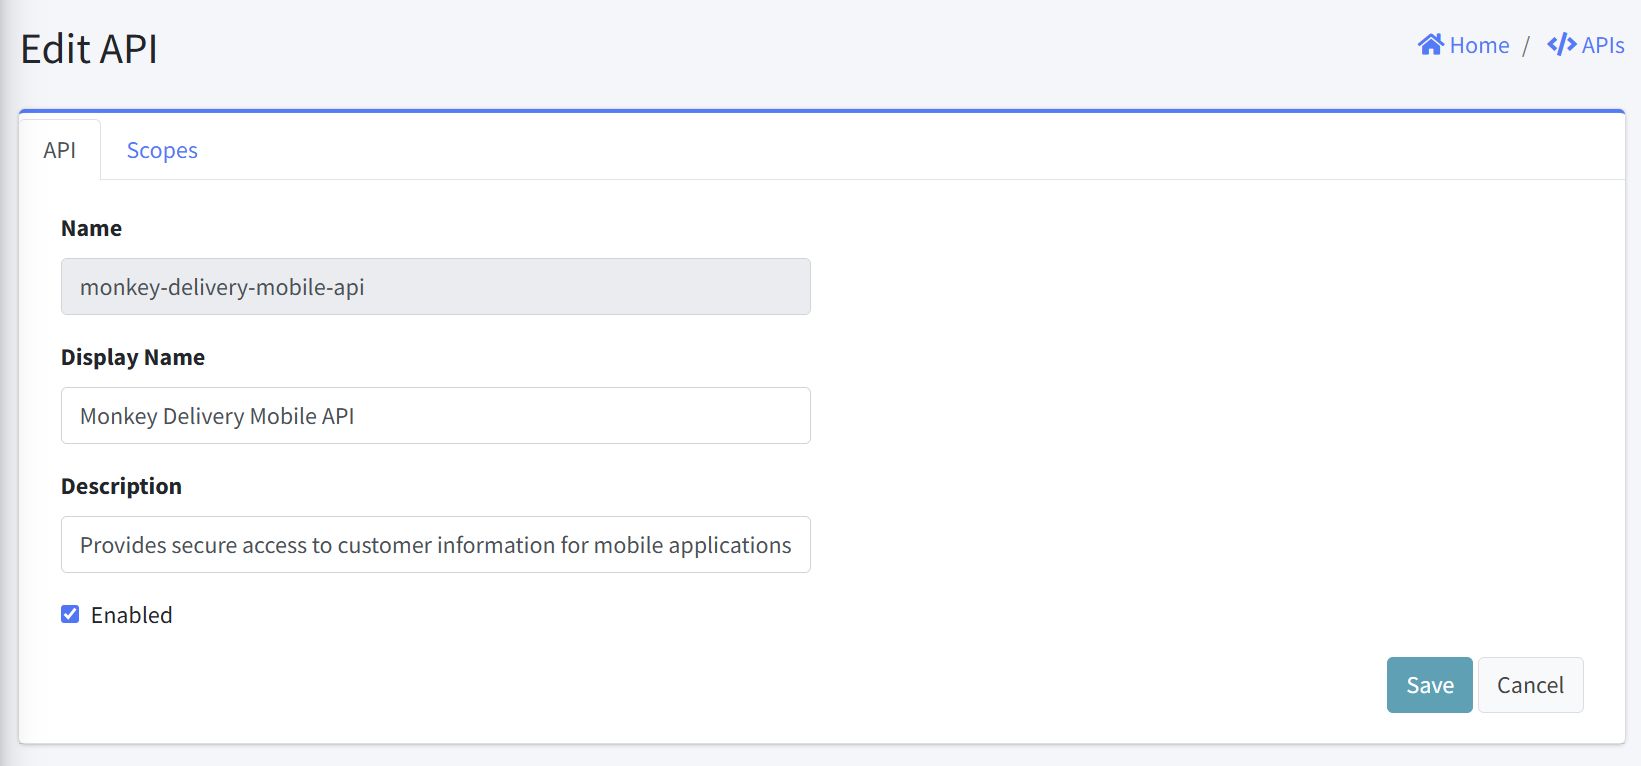 Edit API
Home / APIs
API Scopes
Name
monkey-delivery-mobile-api
Display Name
Monkey Delivery Mobile API
Description
Provides secure access to customer information for mobile applications
Enabled
Save Cancel